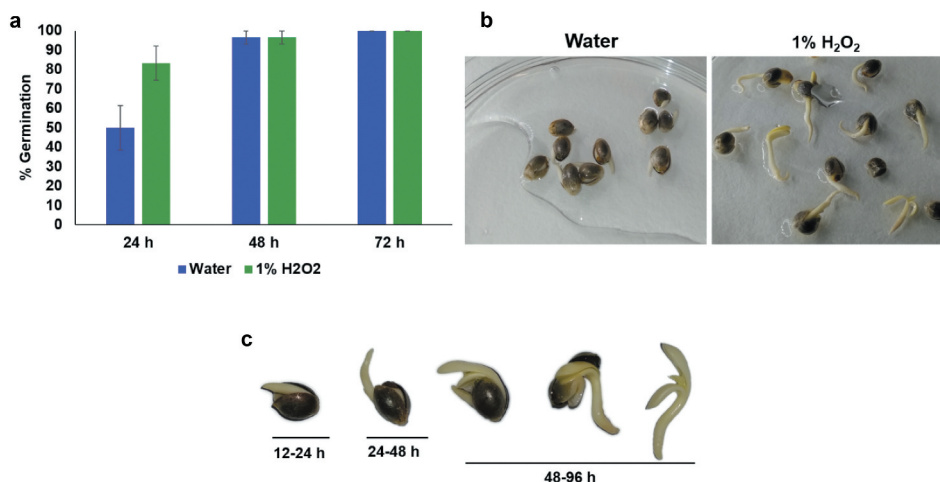 a
100
90
80
70
60
50
40
30
20
10
0
% Germination
24 h
48 h
72 h
Water
1% H2O2
b
Water
1% H₂O₂
c
12-24 h
24-48 h
48-96 h